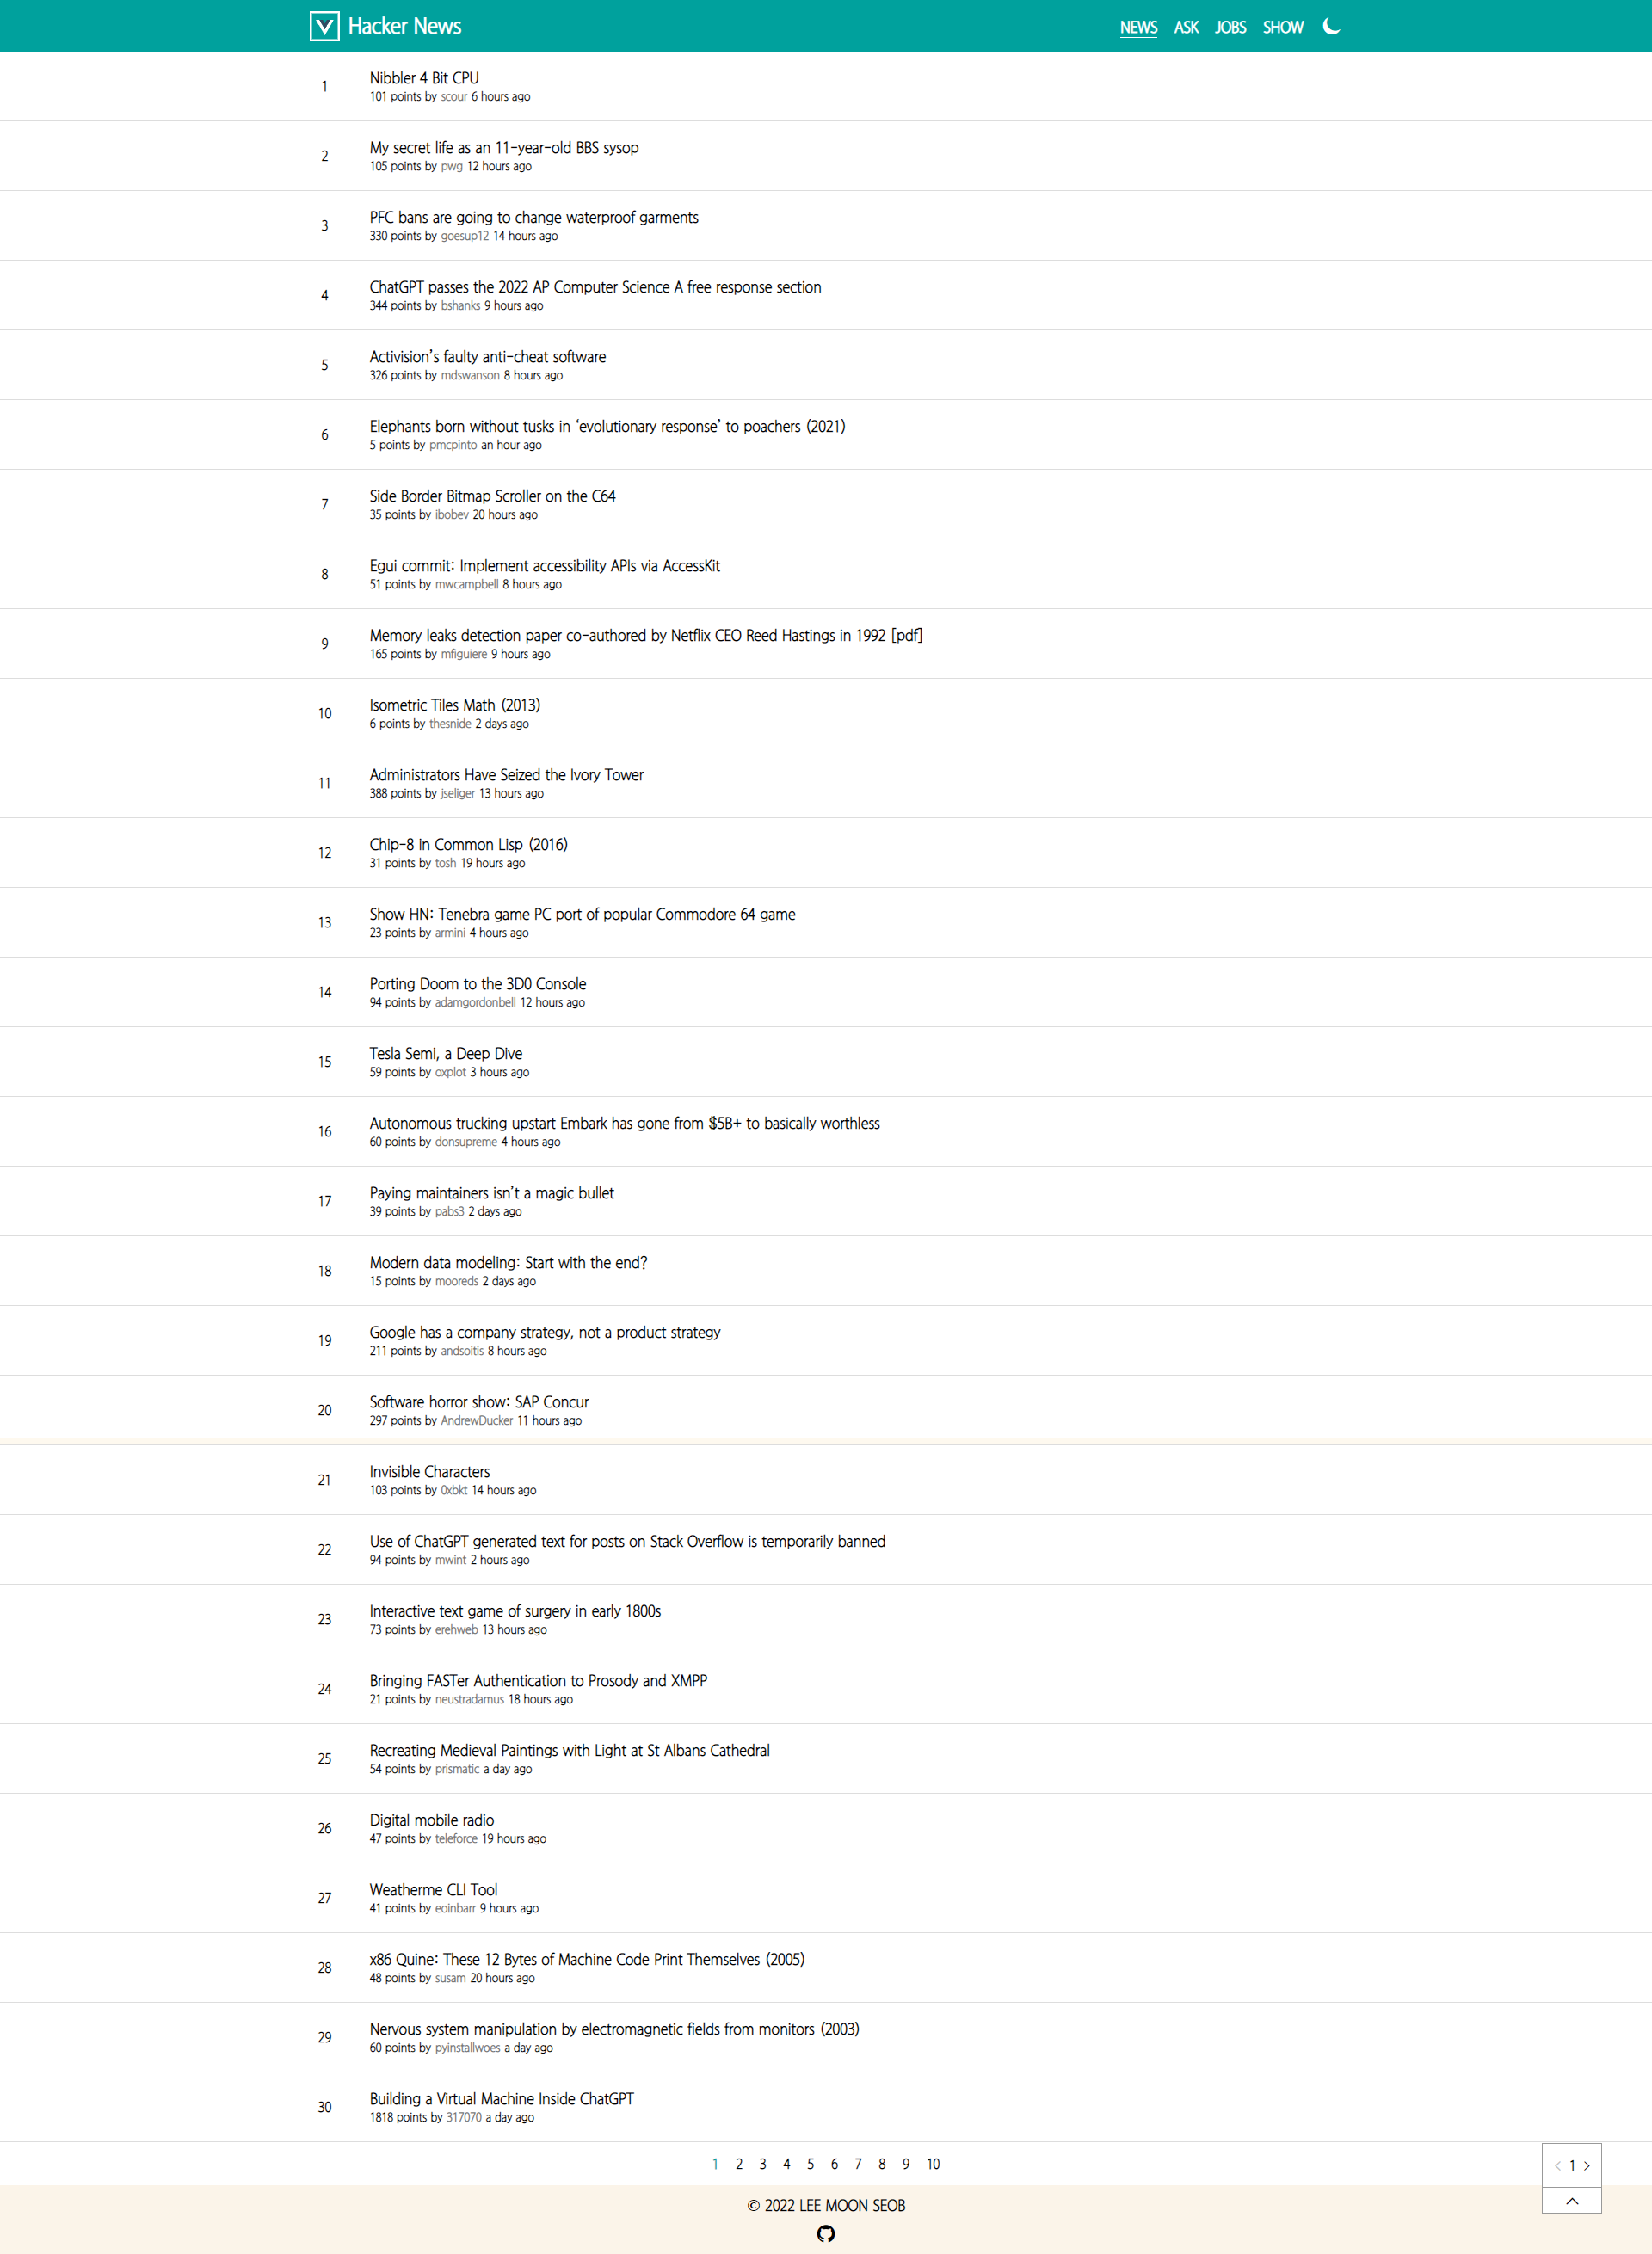 Hacker News
NEWS ASK JOBS SHOW
1
Nibbler 4 Bit CPU
101 points by scour 6 hours ago
2
My secret life as an 11-year-old BBS sysop
105 points by pwg 12 hours ago
3
PFC bans are going to change waterproof garments
330 points by goesup12 14 hours ago
4
ChatGPT passes the 2022 AP Computer Science A free response section
344 points by bshanks 9 hours ago
5
Activision’s faulty anti-cheat software
326 points by mdswanson 8 hours ago
6
Elephants born without tusks in ‘evolutionary response’ to poachers (2021)
5 points by pmcpinto an hour ago
7
Side Border Bitmap Scroller on the C64
35 points by ibobev 20 hours ago
8
Egui commit: Implement accessibility APIs via AccessKit
51 points by mwcampbell 8 hours ago
9
Memory leaks detection paper co-authored by Netflix CEO Reed Hastings in 1992 [pdf]
165 points by mfiguiere 9 hours ago
10
Isometric Tiles Math (2013)
6 points by thesnide 2 days ago
11
Administrators Have Seized the Ivory Tower
388 points by jseliger 13 hours ago
12
Chip-8 in Common Lisp (2016)
31 points by tosh 19 hours ago
13
Show HN: Tenebra game PC port of popular Commodore 64 game
23 points by armini 4 hours ago
14
Porting Doom to the 3D0 Console
94 points by adamgordonbell 12 hours ago
15
Tesla Semi, a Deep Dive
59 points by oxplot 3 hours ago
16
Autonomous trucking upstart Embark has gone from $5B+ to basically worthless
60 points by donsupreme 4 hours ago
17
Paying maintainers isn’t a magic bullet
39 points by pabs3 2 days ago
18
Modern data modeling: Start with the end?
15 points by mooreds 2 days ago
19
Google has a company strategy, not a product strategy
211 points by andsoitis 8 hours ago
20
Software horror show: SAP Concur
297 points by AndrewDucker 11 hours ago
21
Invisible Characters
103 points by 0xbkt 14 hours ago
22
Use of ChatGPT generated text for posts on Stack Overflow is temporarily banned
94 points by mwint 2 hours ago
23
Interactive text game of surgery in early 1800s
73 points by erehweb 13 hours ago
24
Bringing FASTer Authentication to Prosody and XMPP
21 points by neustradamus 18 hours ago
25
Recreating Medieval Paintings with Light at St Albans Cathedral
54 points by prismatic a day ago
26
Digital mobile radio
47 points by teleforce 19 hours ago
27
Weatherme CLI Tool
41 points by eoinbarr 9 hours ago
28
x86 Quine: These 12 Bytes of Machine Code Print Themselves (2005)
48 points by susam 20 hours ago
29
Nervous system manipulation by electromagnetic fields from monitors (2003)
60 points by pyinstallwoes a day ago
30
Building a Virtual Machine Inside ChatGPT
1818 points by 317070 a day ago
1 2 3 4 5 6 7 8 9 10
< 1 >
© 2022 LEE MOON SEOB